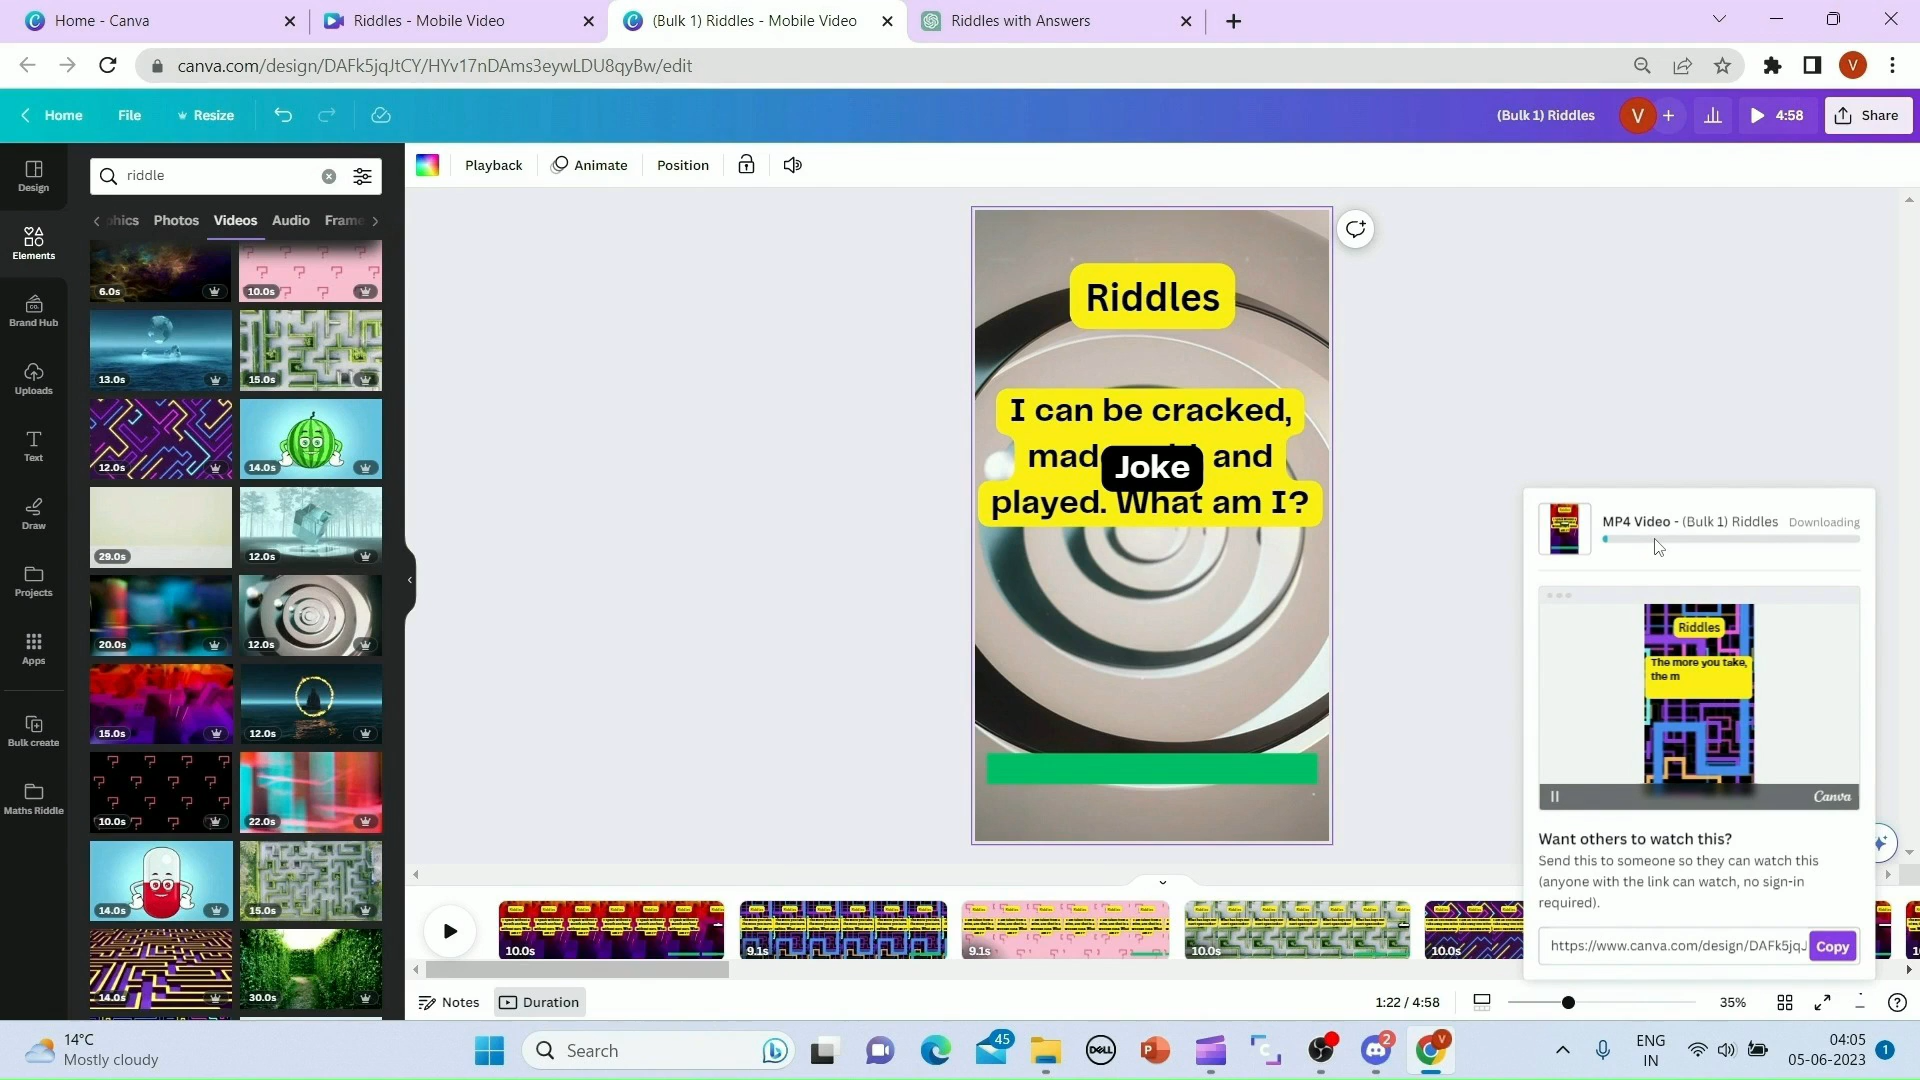 Home - Canva
Riddles - Mobile Video
(Bulk 1) Riddles - Mobile Video
Riddles with Answers
canva.com/design/DAFk5jqJtCY/HYv17nDAms3eywLDU8qyBw/edit
V
Home
File
Resize
(Bulk 1) Riddles
V
4:58
Share
Design
Elements
Brand Hub
Uploads
Text
Draw
Projects
Apps
Bulk create
Maths Riddle
riddle
Photos
Videos
Audio
Frame
6.0s
10.0s
13.0s
15.0s
12.0s
14.0s
29.0s
12.0s
20.0s
12.0s
15.0s
12.0s
10.0s
22.0s
14.0s
15.0s
14.0s
30.0s
Playback
Animate
Position
Riddles
I can be cracked,
mad
and
Joke
played. What am I?
MP4 Video - (Bulk 1) Riddles
Downloading
Riddles
The more you take,
the m
Canva
Want others to watch this?
Send this to someone so they can watch this
(anyone with the link can watch, no sign-in
required).
https://www.canva.com/design/DAFk5jqJ
Copy
10.0s
9.1s
9.1s
10.0s
10.0s
Notes
Duration
1:22 / 4:58
35%
14°C
Mostly cloudy
Search
45
DELL
2
V
ENG
IN
04:05
05-06-2023
1